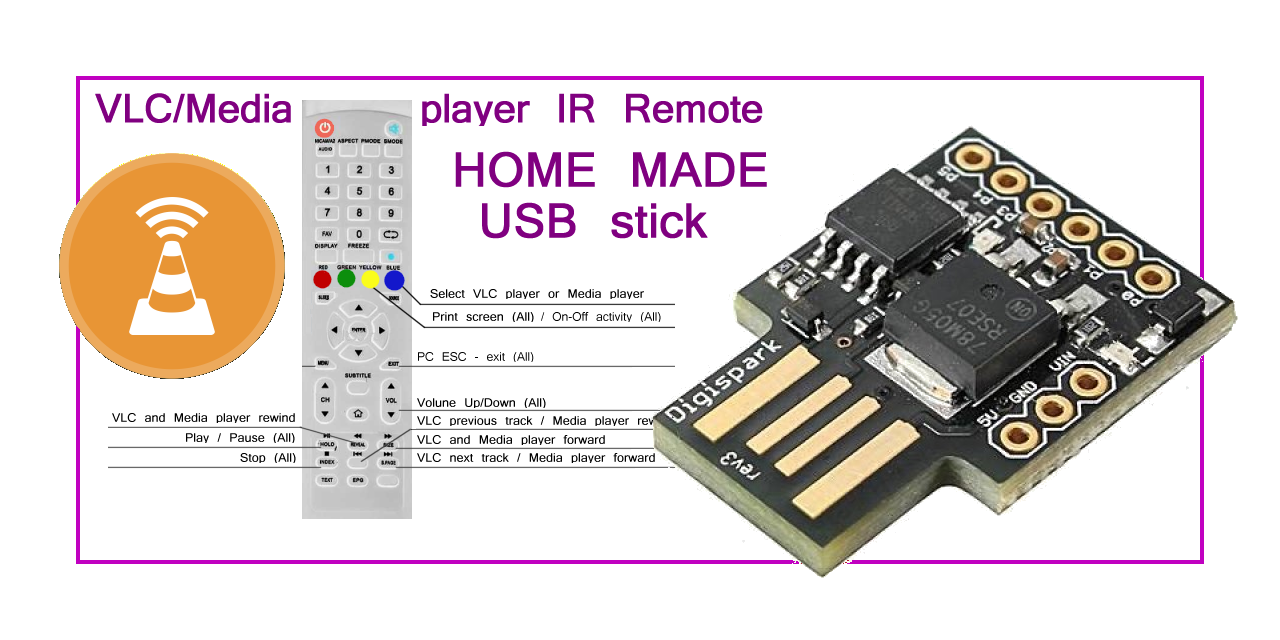 VLC/Media player IR Remote
HOME MADE
USB stick
MODE
ASPECT PMODE SMODE
AUDIO
1 2 3
4 5 6
7 8 9
FAV 0
DISPLAY FREEZE
RED GREEN YELLOW BLUE
ENTER
MENU EXIT
SUBTITLE
CH VOL
HOLD REVEAL SIZE
INDEX S.PAGE
TEXT EPG
Select VLC player or Media player
Print screen (All) / On-Off activity (All)
PC ESC - exit (All)
Volune Up/Down (All)
VLC previous track / Media player rew
VLC and Media player forward
VLC next track / Media player forward
VLC and Media player rewind
Play / Pause (All)
Stop (All)
P5
P4
P3
P1
P0
78M05G
RSE07
ON
Digispark
rev3
5V GND VIN